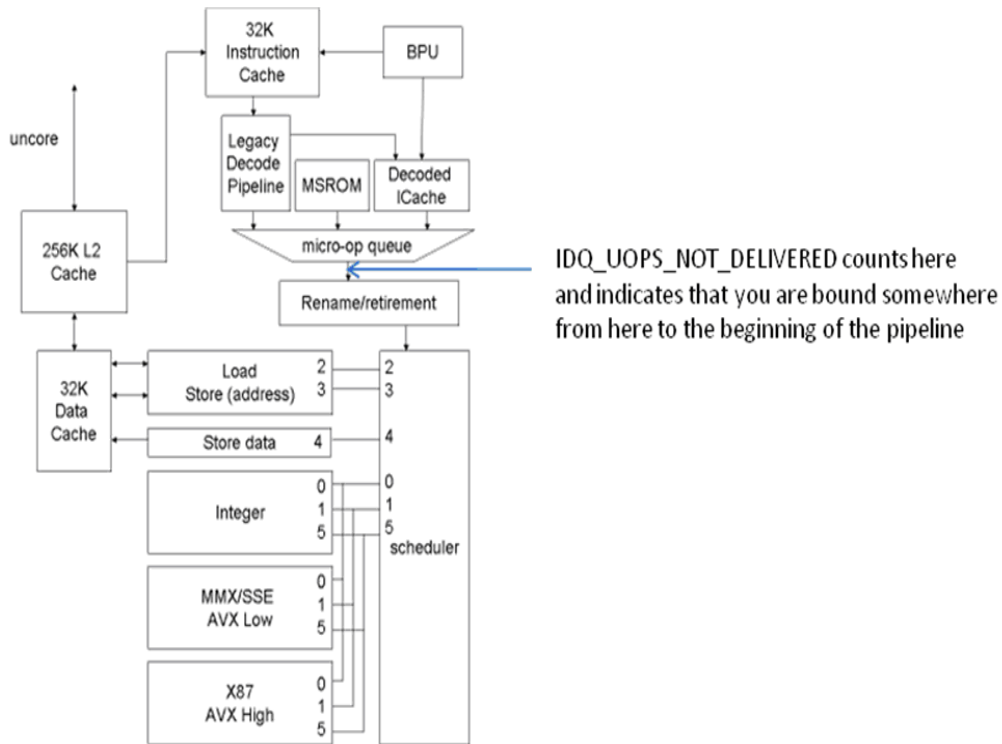 32K
Instruction
Cache
BPU
uncore
Legacy
Decode
Pipeline
MSROM
Decoded
ICache
256K L2
Cache
micro-op queue
IDQ_UOPS_NOT_DELIVERED counts here
and indicates that you are bound somewhere
from here to the beginning of the pipeline
Rename/retirement
32K
Data
Cache
Load
Store (address)
2
3
2
3
Store data
4
4
Integer
0
1
5
0
1
5
scheduler
MMX/SSE
AVX Low
0
1
5
X87
AVX High
0
1
5